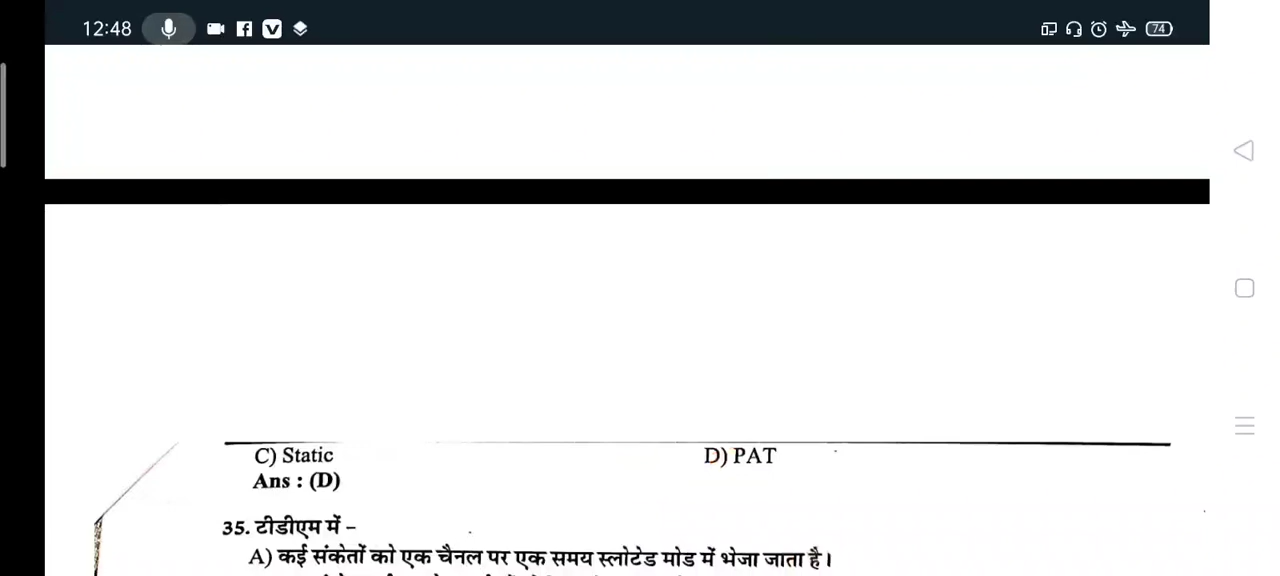 12:48
74
C) Static D) PAT
Ans : (D)
35. टीडीएम में –
A) कई संकेतों को एक चैनल पर एक समय स्लोटेड मोड में भेजा जाता है।